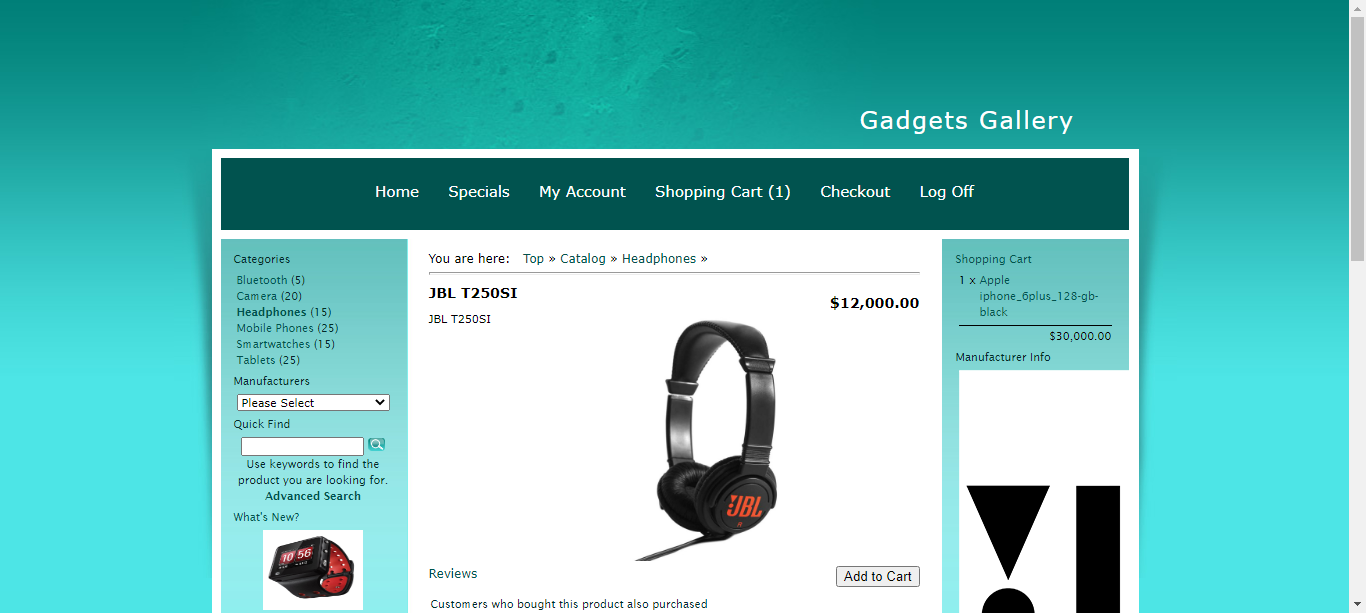 Gadgets Gallery
Home Specials My Account Shopping Cart (1) Checkout Log Off
Categories
Bluetooth (5)
Camera (20)
Headphones (15)
Mobile Phones (25)
Smartwatches (15)
Tablets (25)
Manufacturers
Please Select
Quick Find
Use keywords to find the
product you are looking for.
Advanced Search
What's New?
10 56
You are here: Top » Catalog » Headphones »
JBL T250SI
$12,000.00
JBL T250SI
JBL
Reviews
Add to Cart
Customers who bought this product also purchased
Shopping Cart
1 x Apple
iphone_6plus_128-gb-
black
$30,000.00
Manufacturer Info